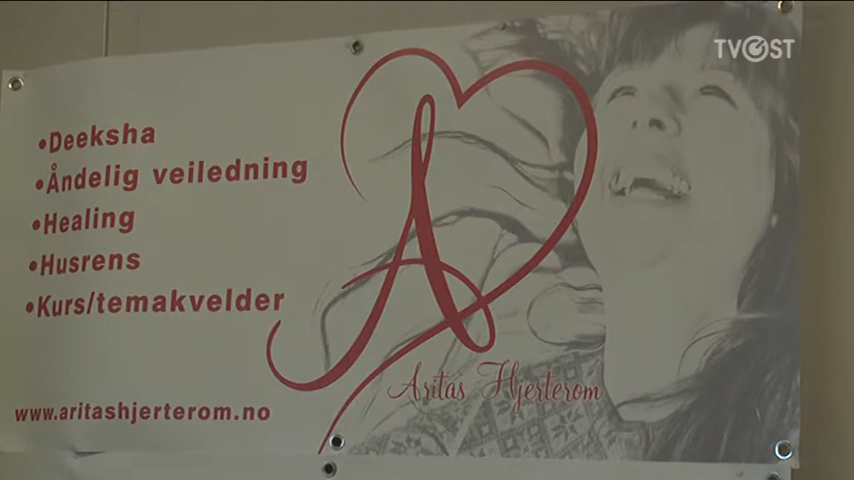 TVØST
•Deeksha
•Åndelig veiledning
•Healing
•Husrens
•Kurs/temakvelder
Aritas Hjerterom
www.aritashjerterom.no